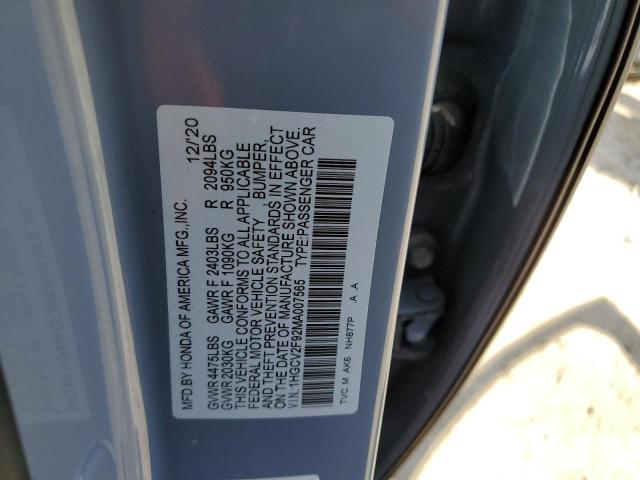 MFD.BY HONDA OF AMERICA MFG.,INC. 12/20
GVWR 4475LBS GAWR F 2403LBS R 2094LBS
GVWR 2030KG GAWR F 1090KG R 950KG
THIS VEHICLE CONFORMS TO ALL APPLICABLE
FEDERAL MOTOR VEHICLE SAFETY, BUMPER,
AND THEFT PREVENTION STANDARDS IN EFFECT
ON THE DATE OF MANUFACTURE SHOWN ABOVE.
V.I.N.:1HGCV2F92MA007565 TYPE:PASSENGER CAR
TVC M AK6 NH877P A A